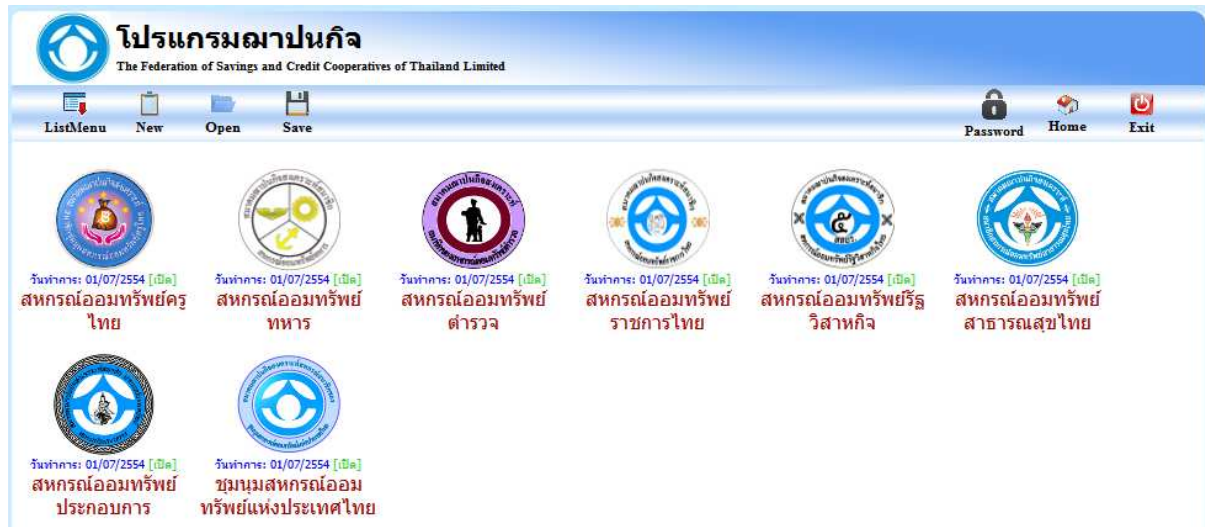 โปรแกรมฌาปนกิจ
The Federation of Savings and Credit Cooperatives of Thailand Limited
ListMenu New Open Save Password Home Exit
วันทำการ: 01/07/2554 [เปิด] วันทำการ: 01/07/2554 [เปิด] วันทำการ: 01/07/2554 [เปิด] วันทำการ: 01/07/2554 [เปิด] วันทำการ: 01/07/2554 [เปิด] วันทำการ: 01/07/2554 [เปิด]
สหกรณ์ออมทรัพย์ครู สหกรณ์ออมทรัพย์ สหกรณ์ออมทรัพย์ สหกรณ์ออมทรัพย์ สหกรณ์ออมทรัพย์รัฐ สหกรณ์ออมทรัพย์
ไทย ทหาร ตำรวจ ราชการไทย วิสาหกิจ สาธารณสุขไทย
วันทำการ: 01/07/2554 [เปิด] วันทำการ: 01/07/2554 [เปิด]
สหกรณ์ออมทรัพย์ ชุมนุมสหกรณ์ออม
ประกอบการ ทรัพย์แห่งประเทศไทย